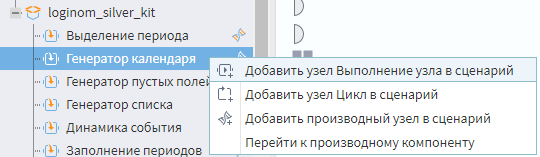 loginom_silver_kit
Выделение периода
Генератор календаря
Генератор пустых полей
Генератор списка
Динамика события
Заполнение периодов
Добавить узел Выполнение узла в сценарий
Добавить узел Цикл в сценарий
Добавить производный узел в сценарий
Перейти к производному компоненту